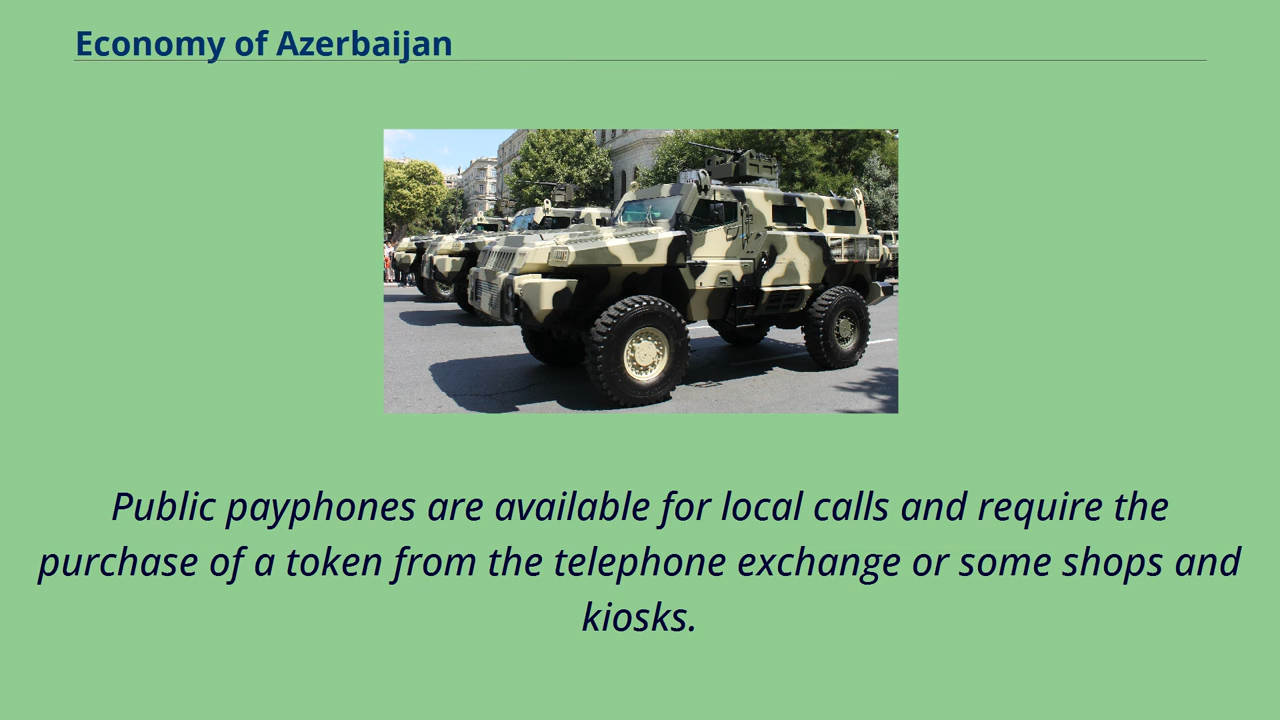 Economy of Azerbaijan
Public payphones are available for local calls and require the
purchase of a token from the telephone exchange or some shops and
kiosks.